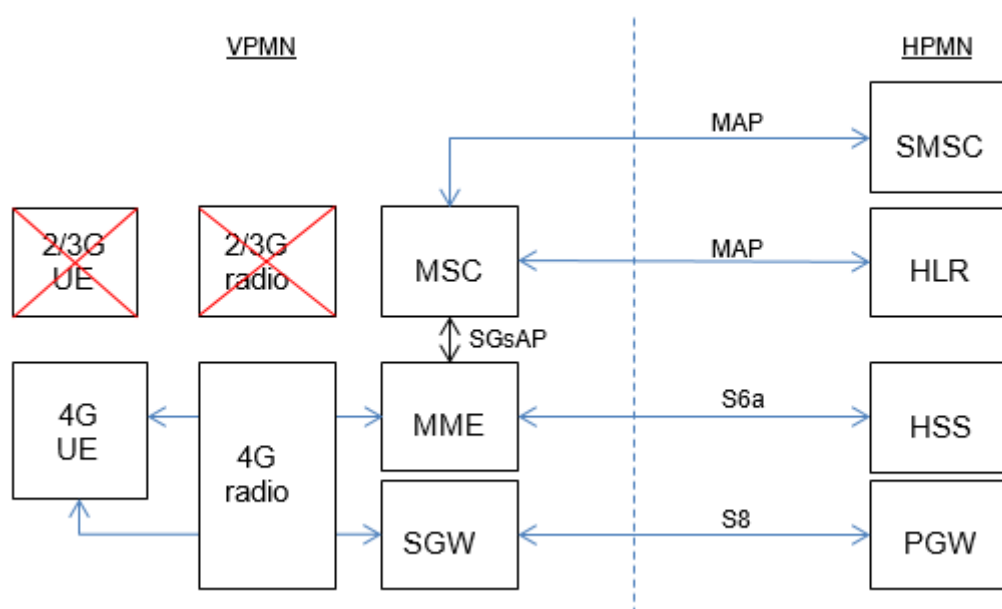 VPMN
HPMN
MAP
SMSC
2/3G
UE
2/3G
radio
MSC
MAP
HLR
SGsAP
4G
UE
4G
radio
MME
S6a
HSS
SGW
S8
PGW